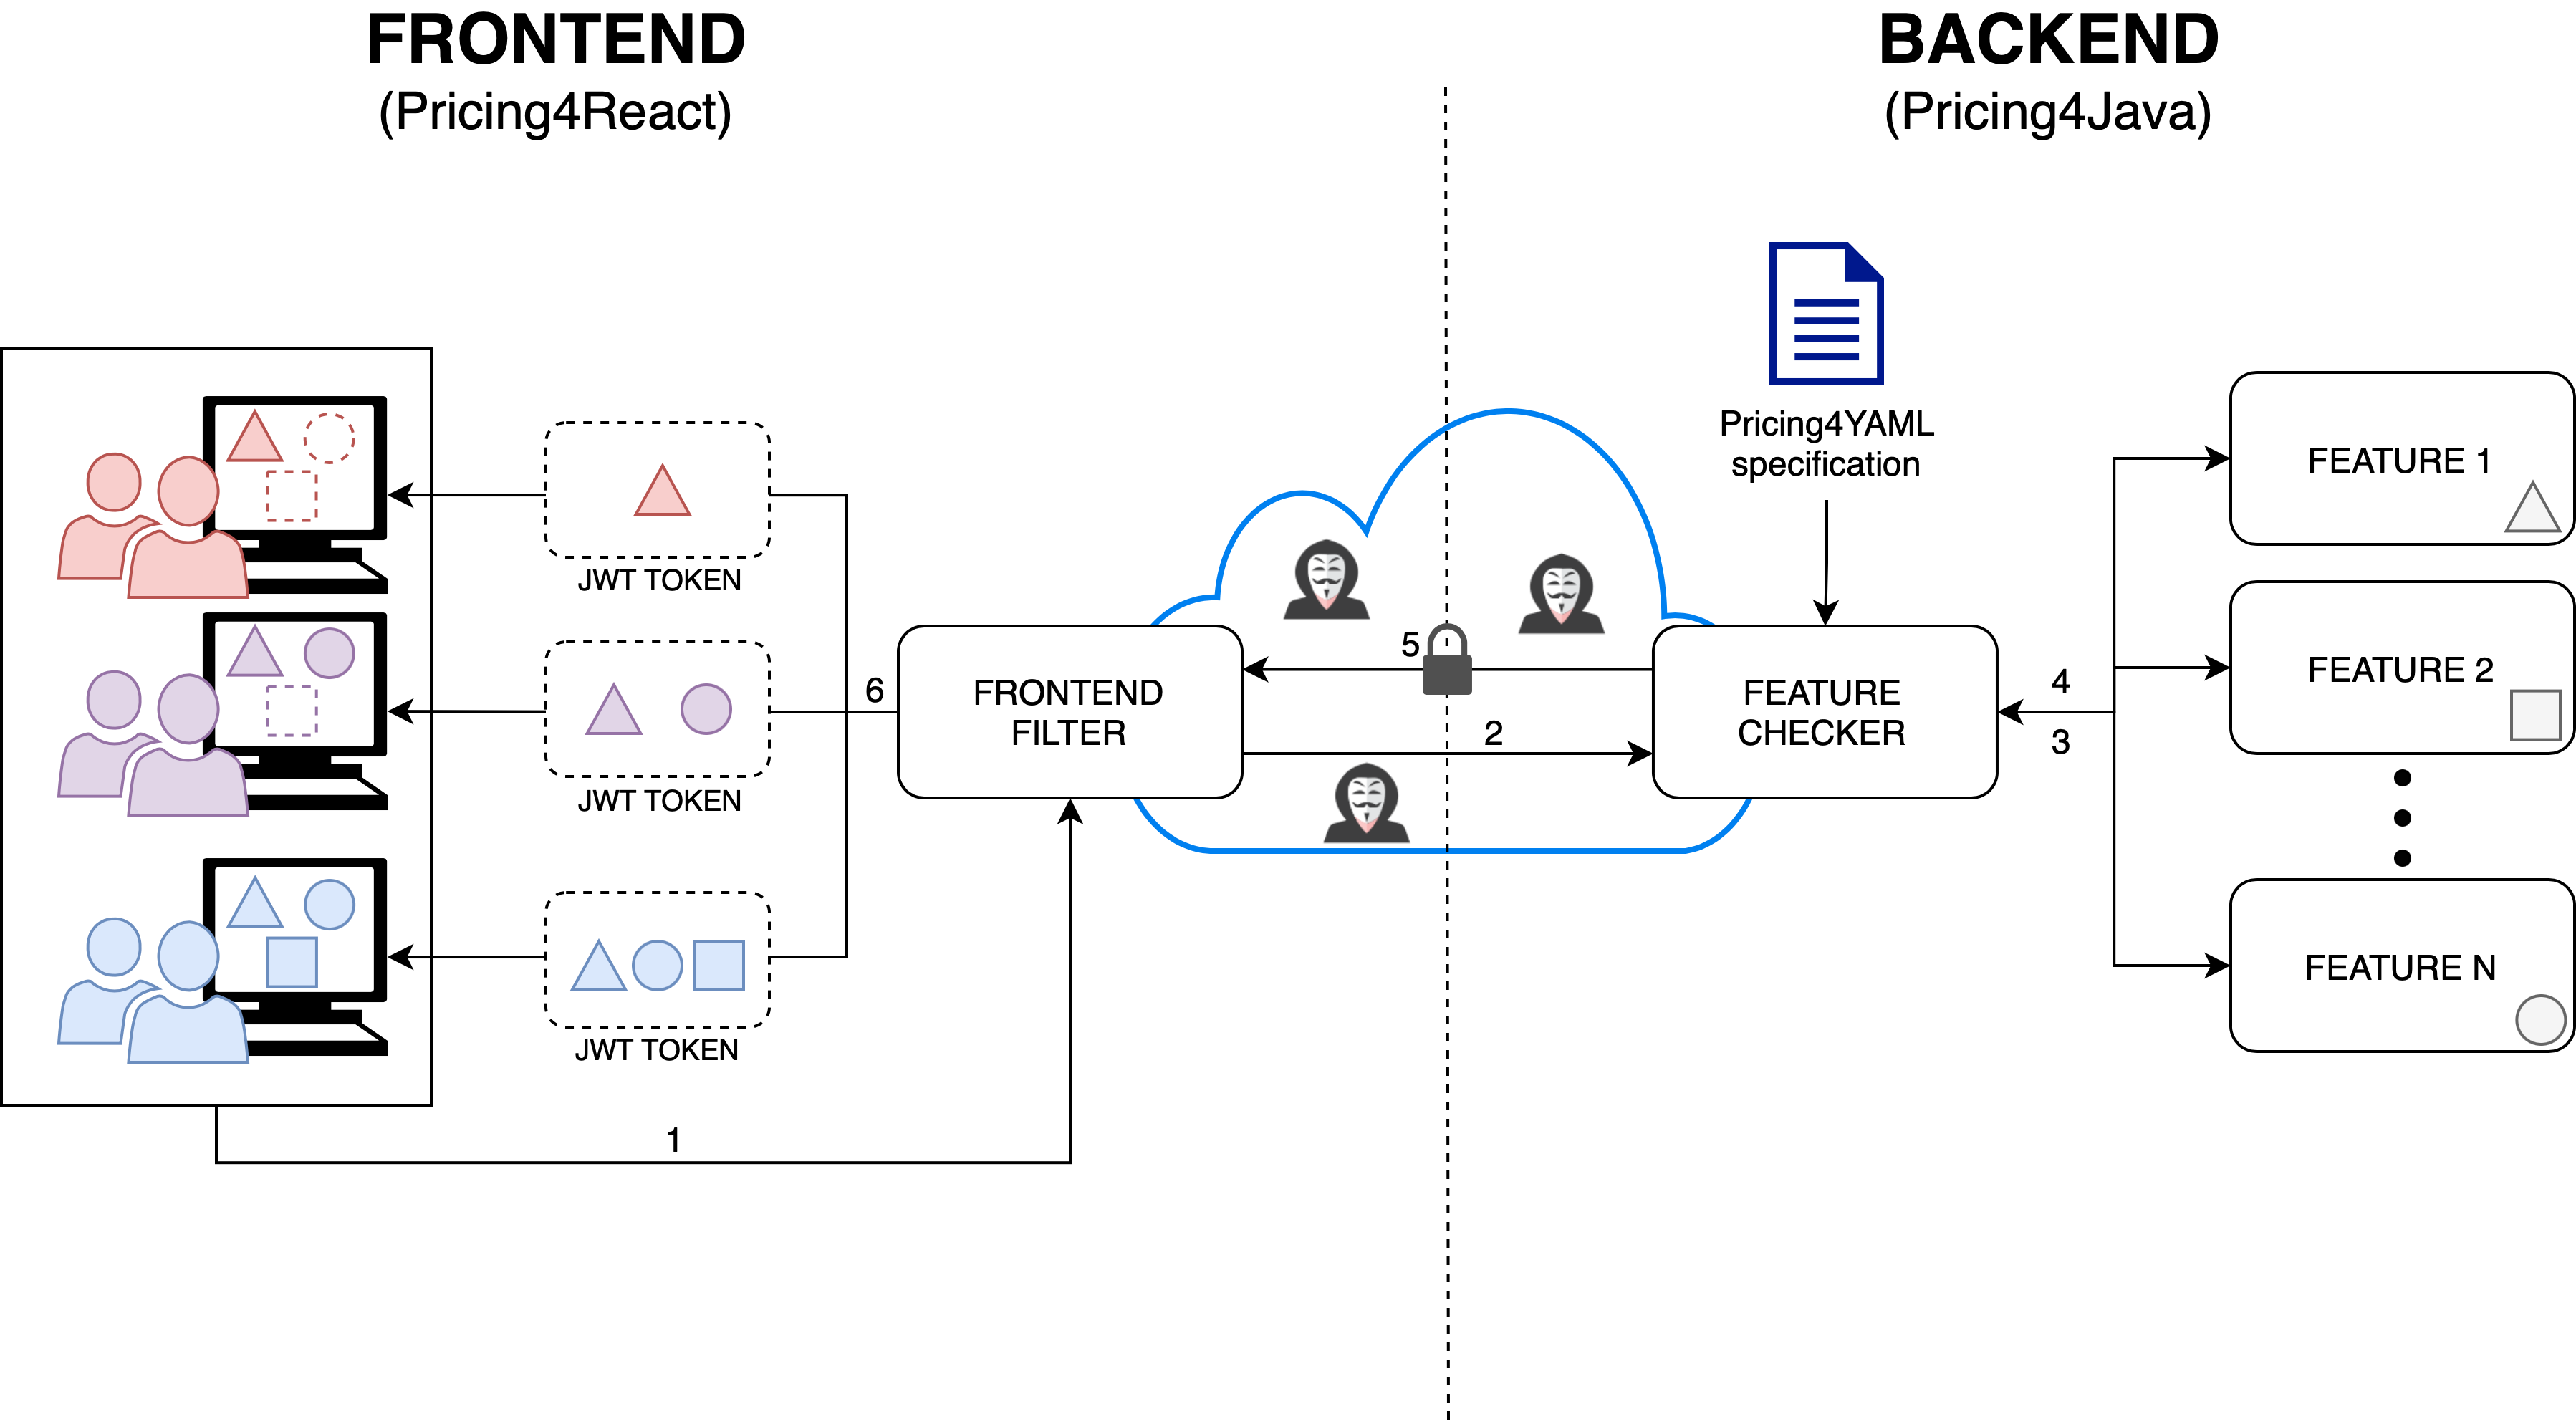 FRONTEND
(Pricing4React)
BACKEND
(Pricing4Java)
Pricing4YAML
specification
JWT TOKEN
JWT TOKEN
JWT TOKEN
6
FRONTEND
FILTER
5
2
FEATURE
CHECKER
4
3
FEATURE 1
FEATURE 2
FEATURE N
1